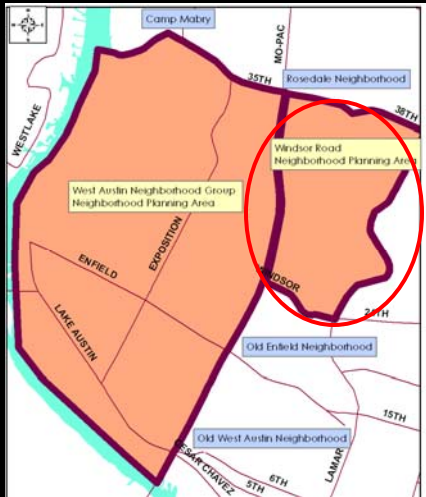 Camp Mabry
MO-PAC
35TH
Rosedale Neighborhood
38TH
WESTLAKE
Windsor Road
Neighborhood Planning Area
West Austin Neighborhood Group
Neighborhood Planning Area
EXPOSITION
ENFIELD
WINDSOR
LAKE AUSTIN
24TH
Old Enfield Neighborhood
15TH
Old West Austin Neighborhood
LAMAR
CESAR CHAVEZ
6TH
5TH